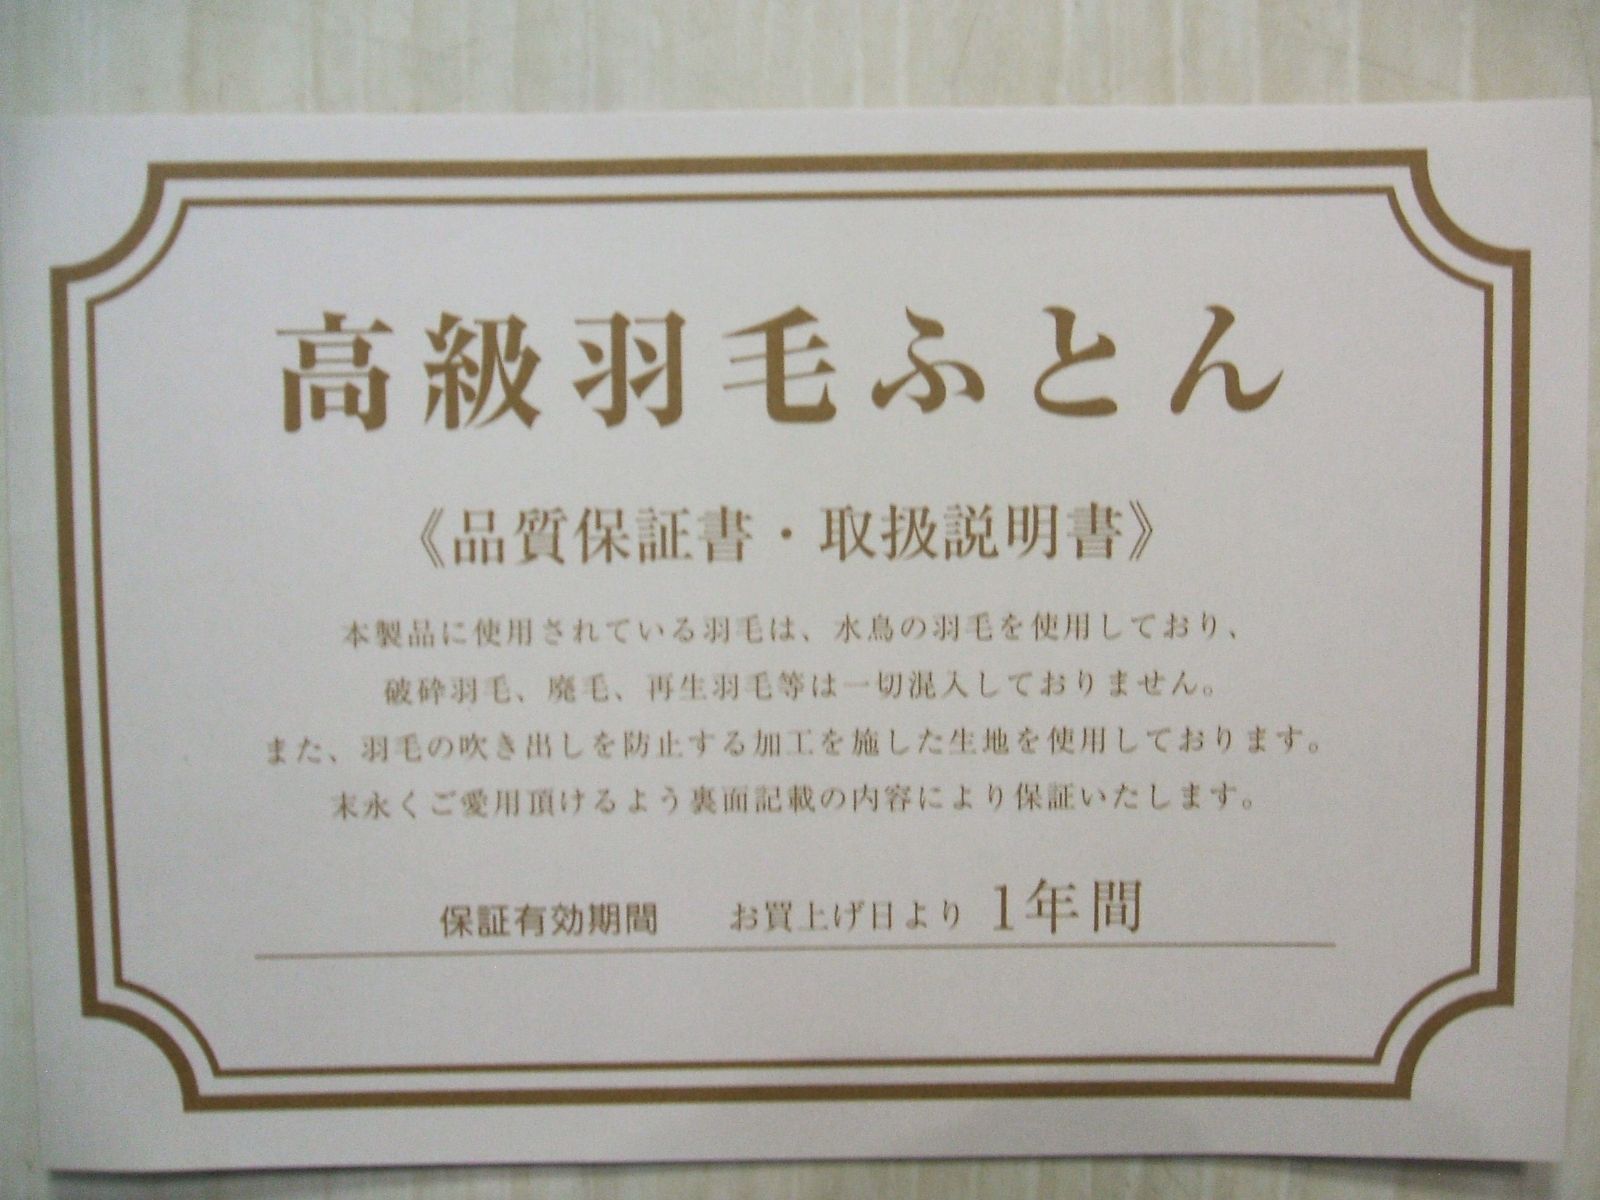 高級羽毛ふとん
《品質保証書・取扱説明書》
本製品に使用されている羽毛は、水鳥の羽毛を使用しており、
破砕羽毛、廃毛、再生羽毛等は一切混入しておりません。
また、羽毛の吹き出しを防止する加工を施した生地を使用しております。
末永くご愛用頂けるよう裏面記載の内容により保証いたします。
保証有効期間 お買上げ日より 1年間